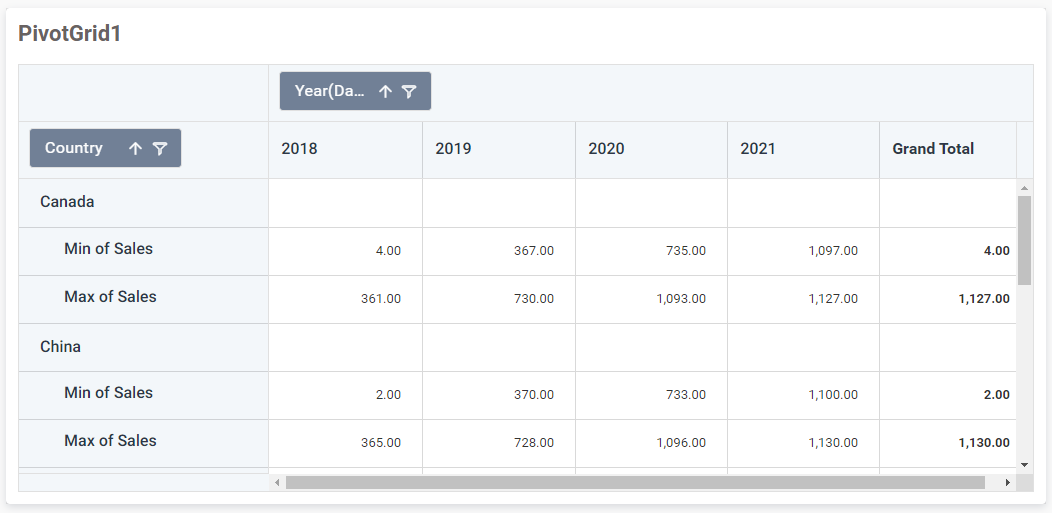 PivotGrid1
Year(Da...
Country 2018 2019 2020 2021 Grand Total
Canada
Min of Sales 4.00 367.00 735.00 1,097.00 4.00
Max of Sales 361.00 730.00 1,093.00 1,127.00 1,127.00
China
Min of Sales 2.00 370.00 733.00 1,100.00 2.00
Max of Sales 365.00 728.00 1,096.00 1,130.00 1,130.00